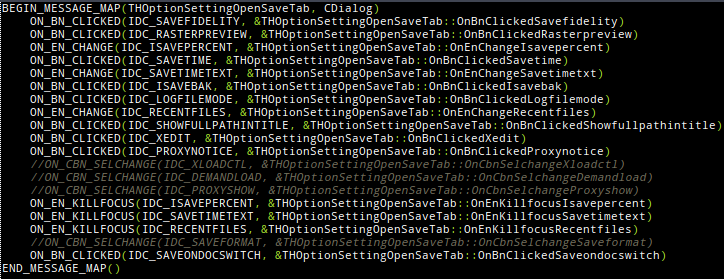 BEGIN_MESSAGE_MAP(THOptionSettingOpenSaveTab, CDialog)
    ON_BN_CLICKED(IDC_SAVEFIDELITY, &THOptionSettingOpenSaveTab::OnBnClickedSavefidelity)
    ON_BN_CLICKED(IDC_RASTERPREVIEW, &THOptionSettingOpenSaveTab::OnBnClickedRasterpreview)
    ON_EN_CHANGE(IDC_ISAVEPERCENT, &THOptionSettingOpenSaveTab::OnEnChangeIsavepercent)
    ON_BN_CLICKED(IDC_SAVETIME, &THOptionSettingOpenSaveTab::OnBnClickedSavetime)
    ON_EN_CHANGE(IDC_SAVETIMETEXT, &THOptionSettingOpenSaveTab::OnEnChangeSavetimetxt)
    ON_BN_CLICKED(IDC_ISAVEBAK, &THOptionSettingOpenSaveTab::OnBnClickedIsavebak)
    ON_BN_CLICKED(IDC_LOGFILEMODE, &THOptionSettingOpenSaveTab::OnBnClickedLogfilemode)
    ON_EN_CHANGE(IDC_RECENTFILES, &THOptionSettingOpenSaveTab::OnEnChangeRecentfiles)
    ON_BN_CLICKED(IDC_SHOWFULLPATHINTITLE, &THOptionSettingOpenSaveTab::OnBnClickedShowfullpathintitle)
    ON_BN_CLICKED(IDC_XEDIT, &THOptionSettingOpenSaveTab::OnBnClickedXedit)
    ON_BN_CLICKED(IDC_PROXYNOTICE, &THOptionSettingOpenSaveTab::OnBnClickedProxynotice)
    //ON_CBN_SELCHANGE(IDC_XLOADCTL, &THOptionSettingOpenSaveTab::OnCbnSelchangeXloadctl)
    //ON_CBN_SELCHANGE(IDC_DEMANDLOAD, &THOptionSettingOpenSaveTab::OnCbnSelchangeDemandload)
    //ON_CBN_SELCHANGE(IDC_PROXYSHOW, &THOptionSettingOpenSaveTab::OnCbnSelchangeProxyshow)
    ON_EN_KILLFOCUS(IDC_ISAVEPERCENT, &THOptionSettingOpenSaveTab::OnEnKillfocusIsavepercent)
    ON_EN_KILLFOCUS(IDC_SAVETIMETEXT, &THOptionSettingOpenSaveTab::OnEnKillfocusSavetimetext)
    ON_EN_KILLFOCUS(IDC_RECENTFILES, &THOptionSettingOpenSaveTab::OnEnKillfocusRecentfiles)
    //ON_CBN_SELCHANGE(IDC_SAVEFORMAT, &THOptionSettingOpenSaveTab::OnCbnSelchangeSaveformat)
    ON_BN_CLICKED(IDC_SAVEONDOCSWITCH, &THOptionSettingOpenSaveTab::OnBnClickedSaveondocswitch)
END_MESSAGE_MAP()